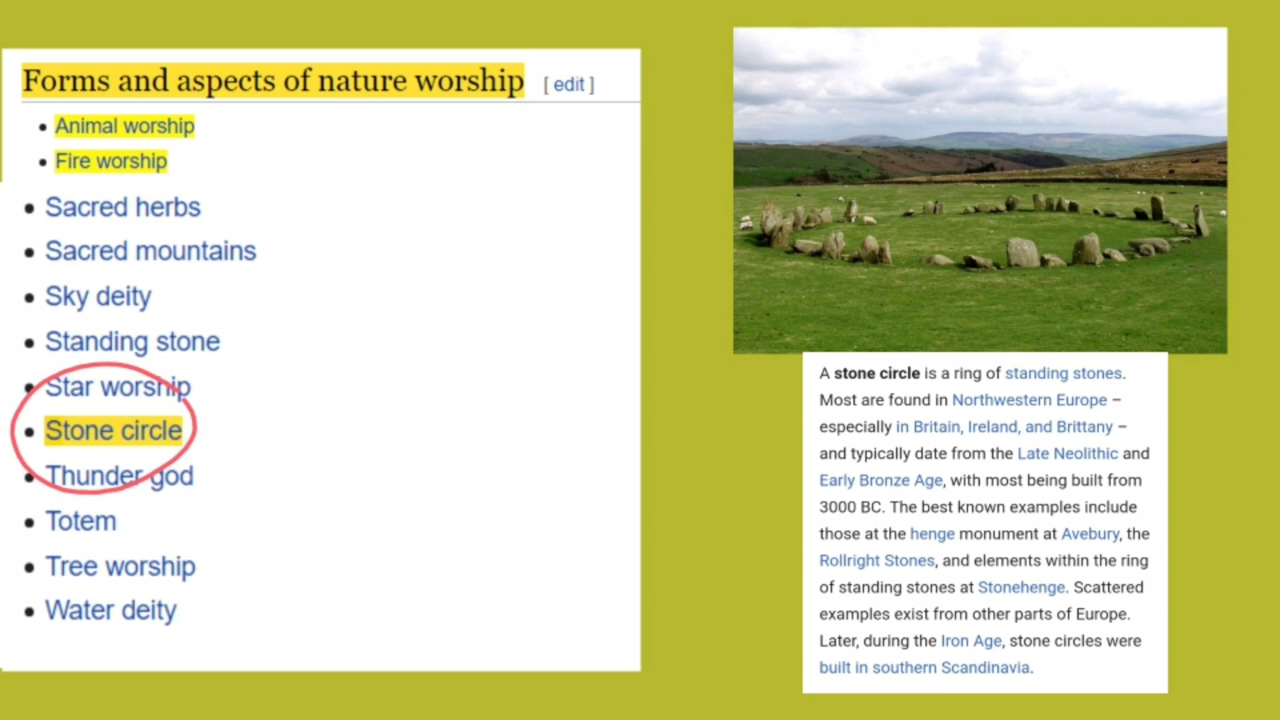 Forms and aspects of nature worship [ edit ]
Animal worship
Fire worship
Sacred herbs
Sacred mountains
Sky deity
Standing stone
Star worship
Stone circle
Thunder god
Totem
Tree worship
Water deity
A stone circle is a ring of standing stones.
Most are found in Northwestern Europe –
especially in Britain, Ireland, and Brittany –
and typically date from the Late Neolithic and
Early Bronze Age, with most being built from
3000 BC. The best known examples include
those at the henge monument at Avebury, the
Rollright Stones, and elements within the ring
of standing stones at Stonehenge. Scattered
examples exist from other parts of Europe.
Later, during the Iron Age, stone circles were
built in southern Scandinavia.